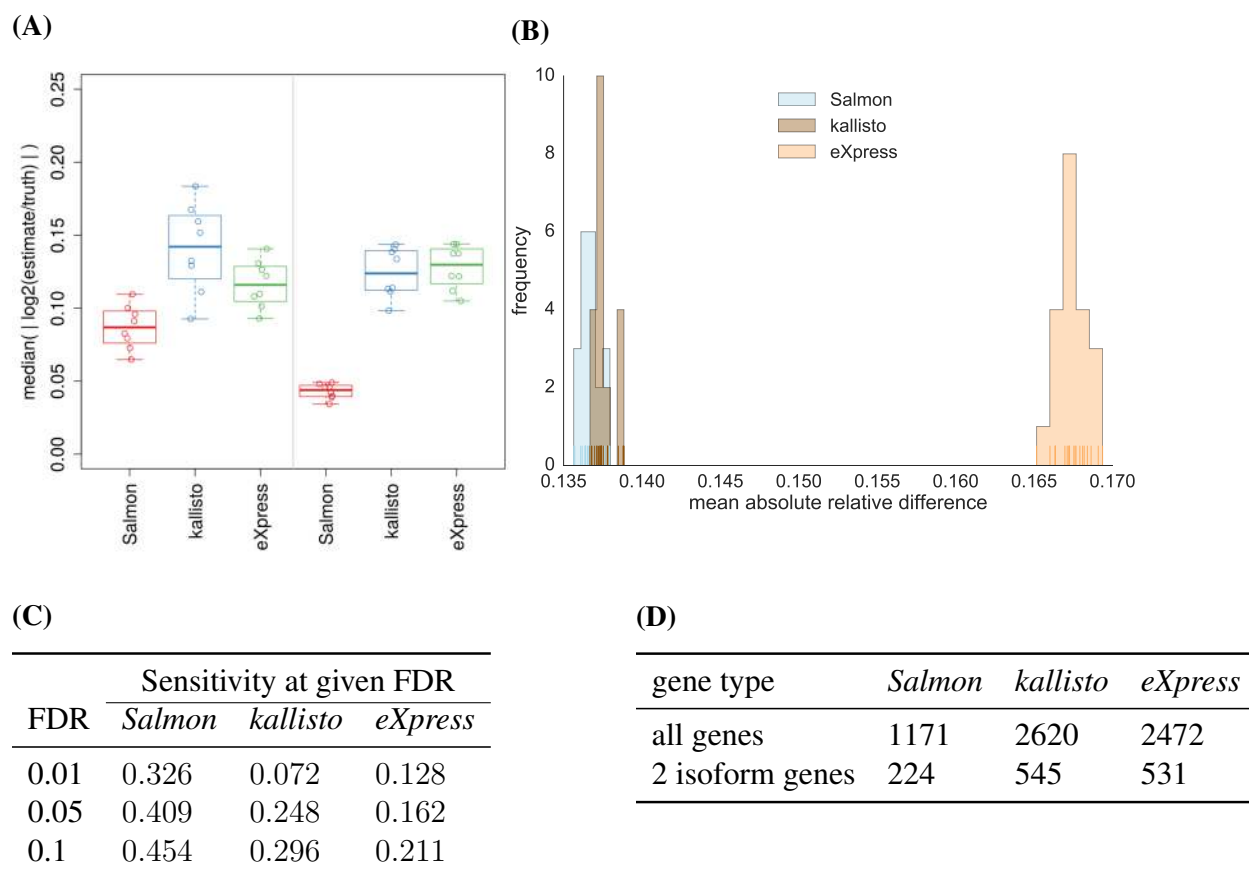 (A)
median( | log2(estimate/truth) | )
0.25
0.20
0.15
0.10
0.05
0.00
Salmon
kallisto
eXpress
Salmon
kallisto
eXpress
(B)
frequency
10
8
6
4
2
0
Salmon
kallisto
eXpress
0.135 0.140 0.145 0.150 0.155 0.160 0.165 0.170
mean absolute relative difference
(C)
Sensitivity at given FDR
FDR Salmon kallisto eXpress
0.01 0.326 0.072 0.128
0.05 0.409 0.248 0.162
0.1 0.454 0.296 0.211
(D)
gene type Salmon kallisto eXpress
all genes 1171 2620 2472
2 isoform genes 224 545 531